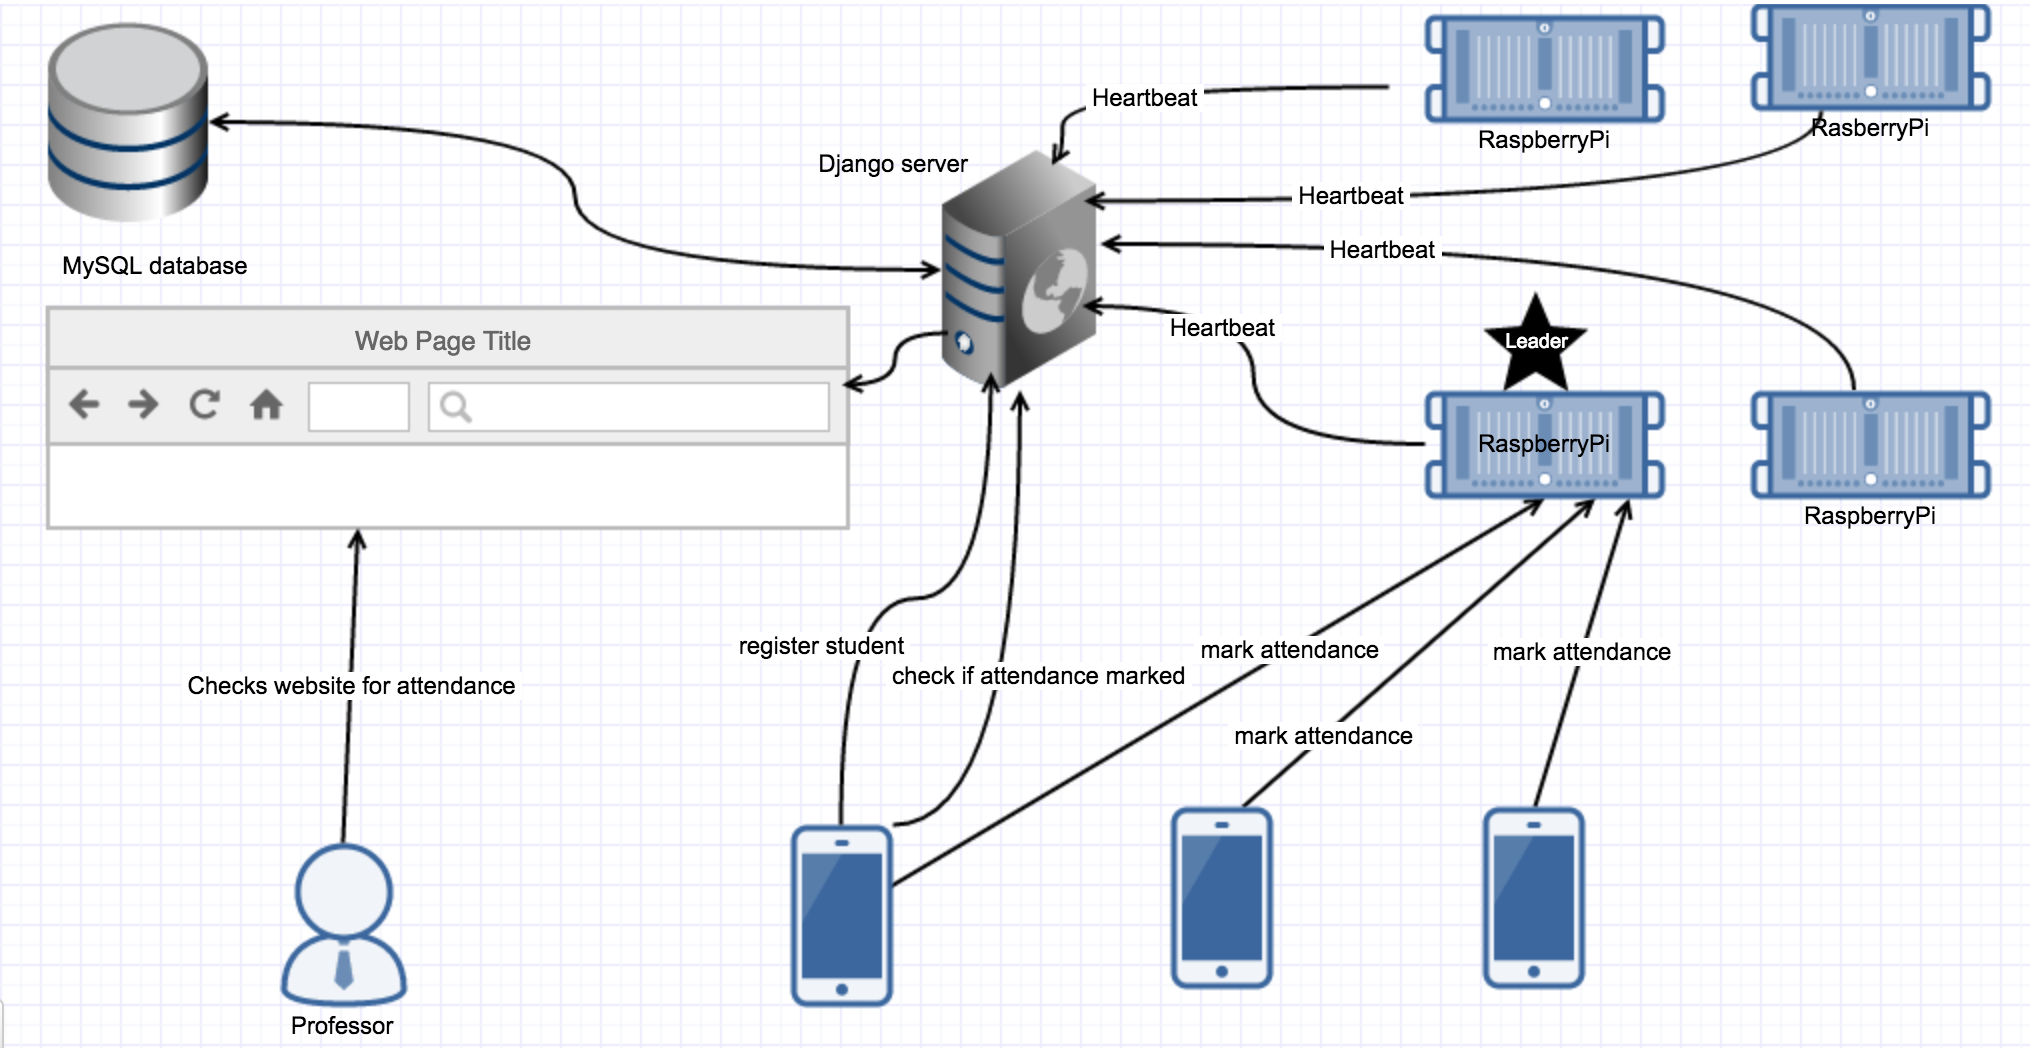 Heartbeat
RaspberryPi
RasberryPi
Django server
Heartbeat
Heartbeat
MySQL database
Heartbeat
Web Page Title
Leader
RaspberryPi
RaspberryPi
register student
check if attendance marked
mark attendance
mark attendance
Checks website for attendance
mark attendance
Professor